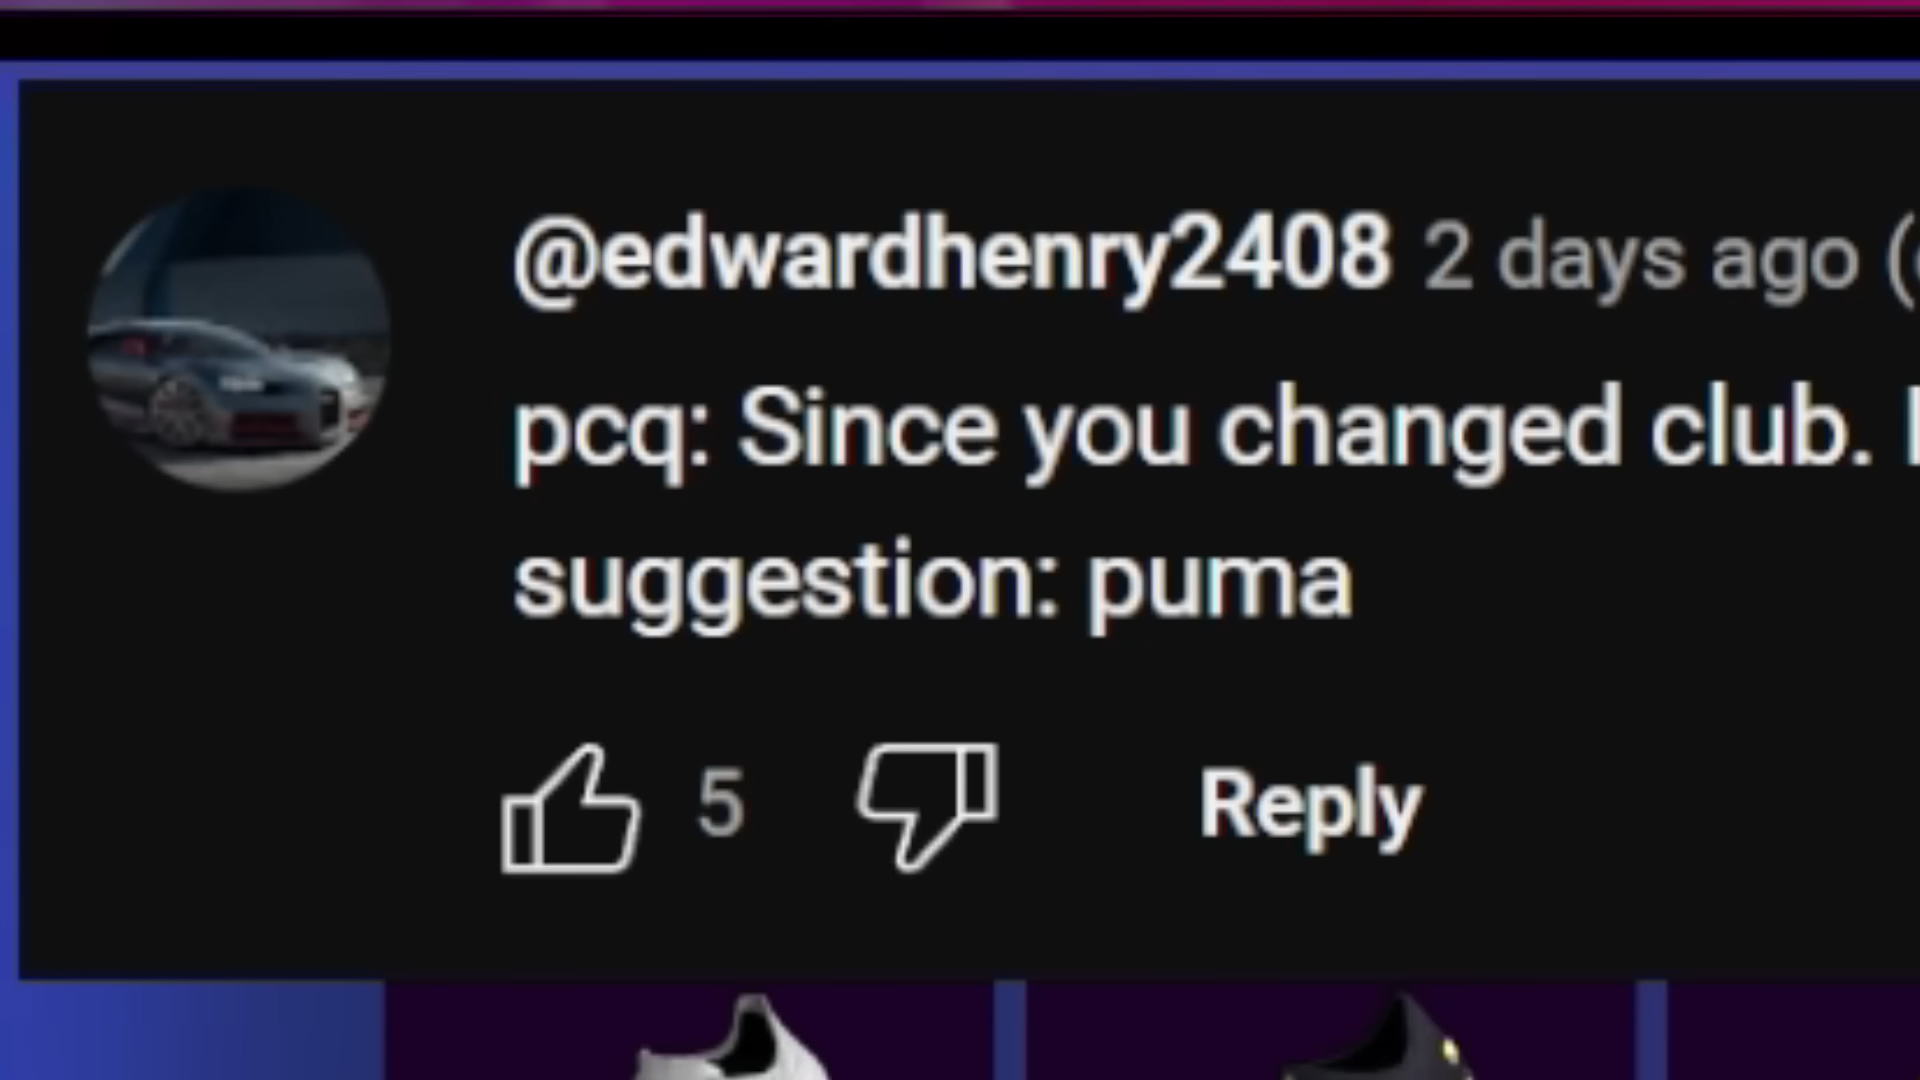 @edwardhenry2408 2 days ago (
pcq: Since you changed club.
suggestion: puma
5 Reply